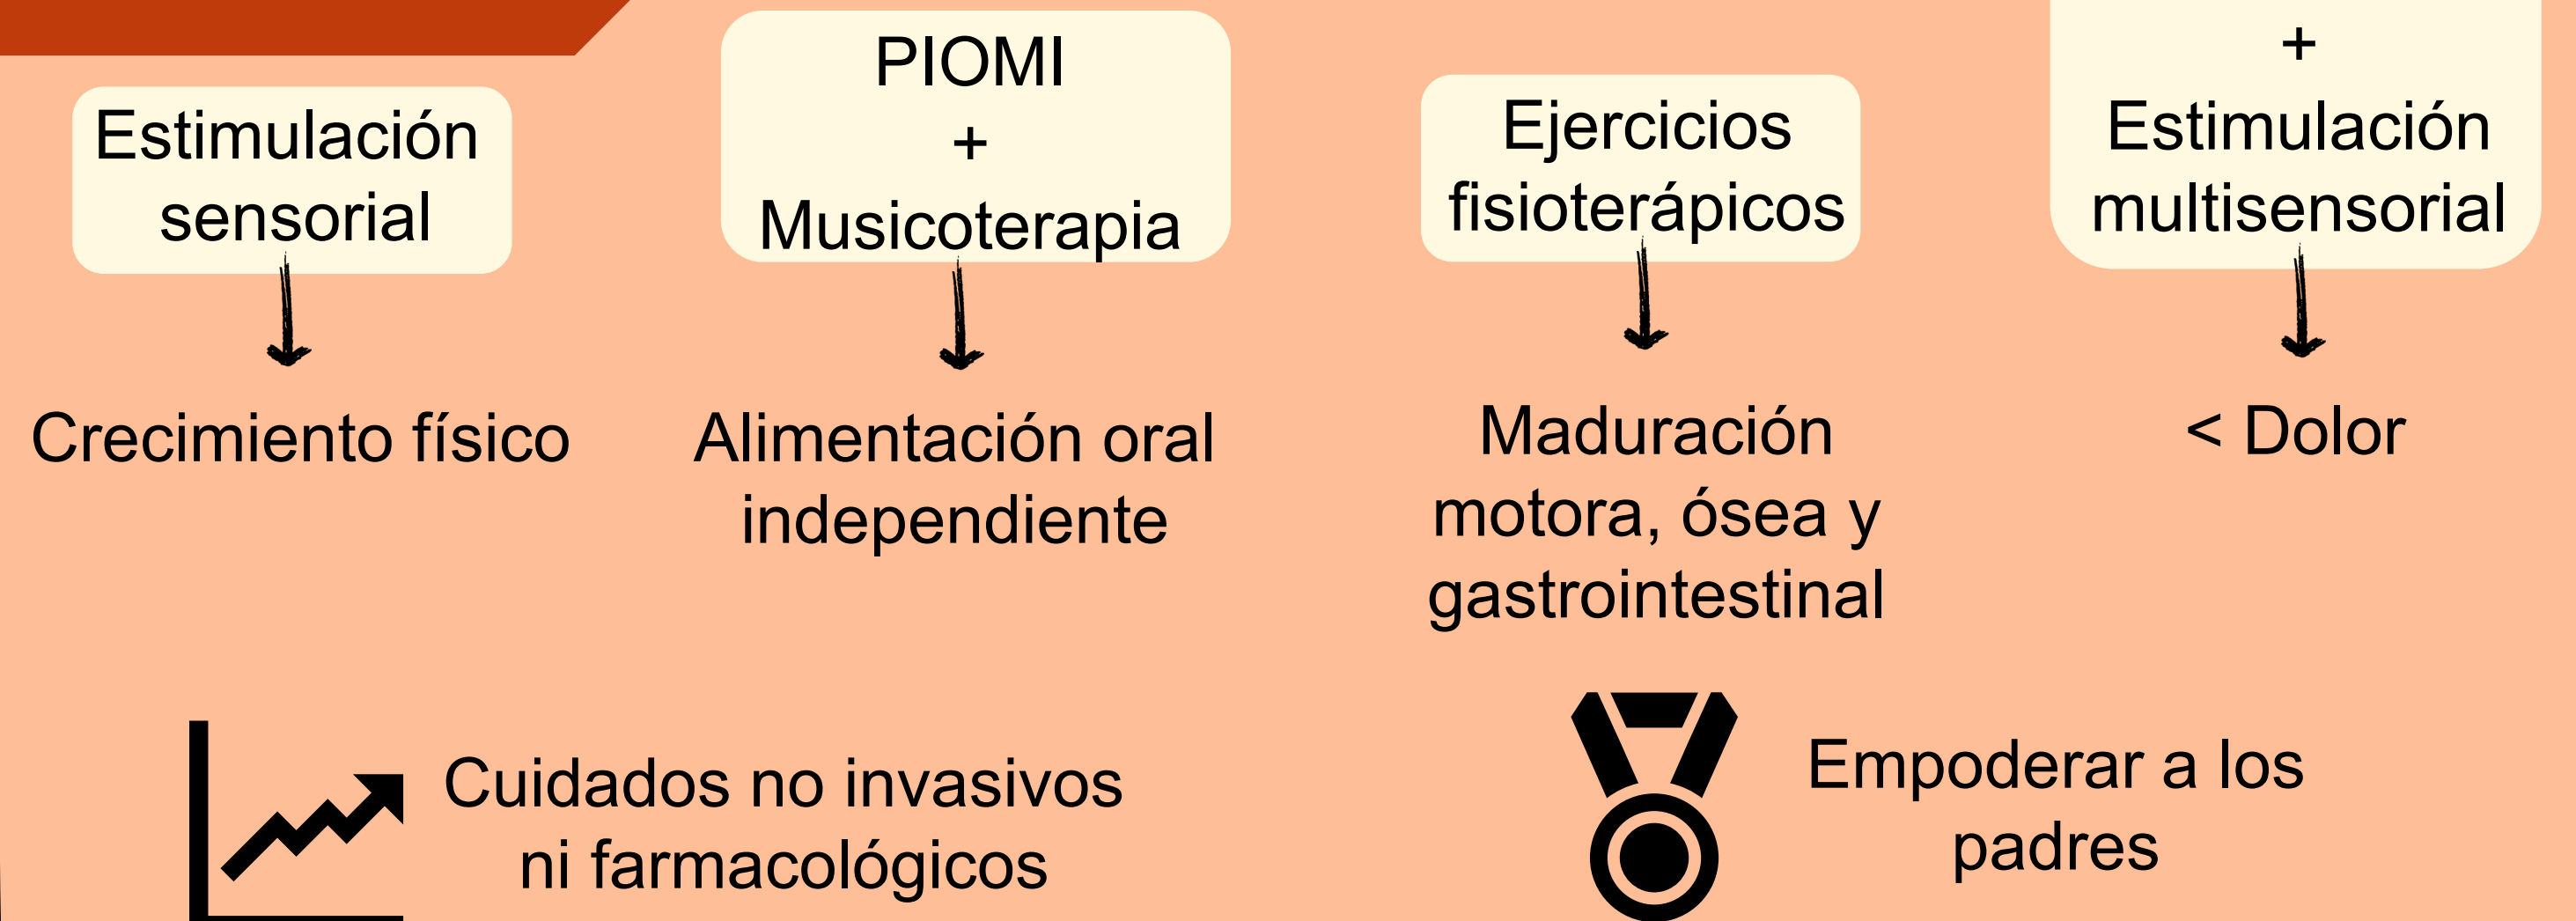 Estimulación
sensorial
Crecimiento físico
PIOMI
+
Musicoterapia
Alimentación oral
independiente
Ejercicios
fisioterápicos
Maduración
motora, ósea y
gastrointestinal
+
Estimulación
multisensorial
< Dolor
Cuidados no invasivos
ni farmacológicos
Empoderar a los
padres